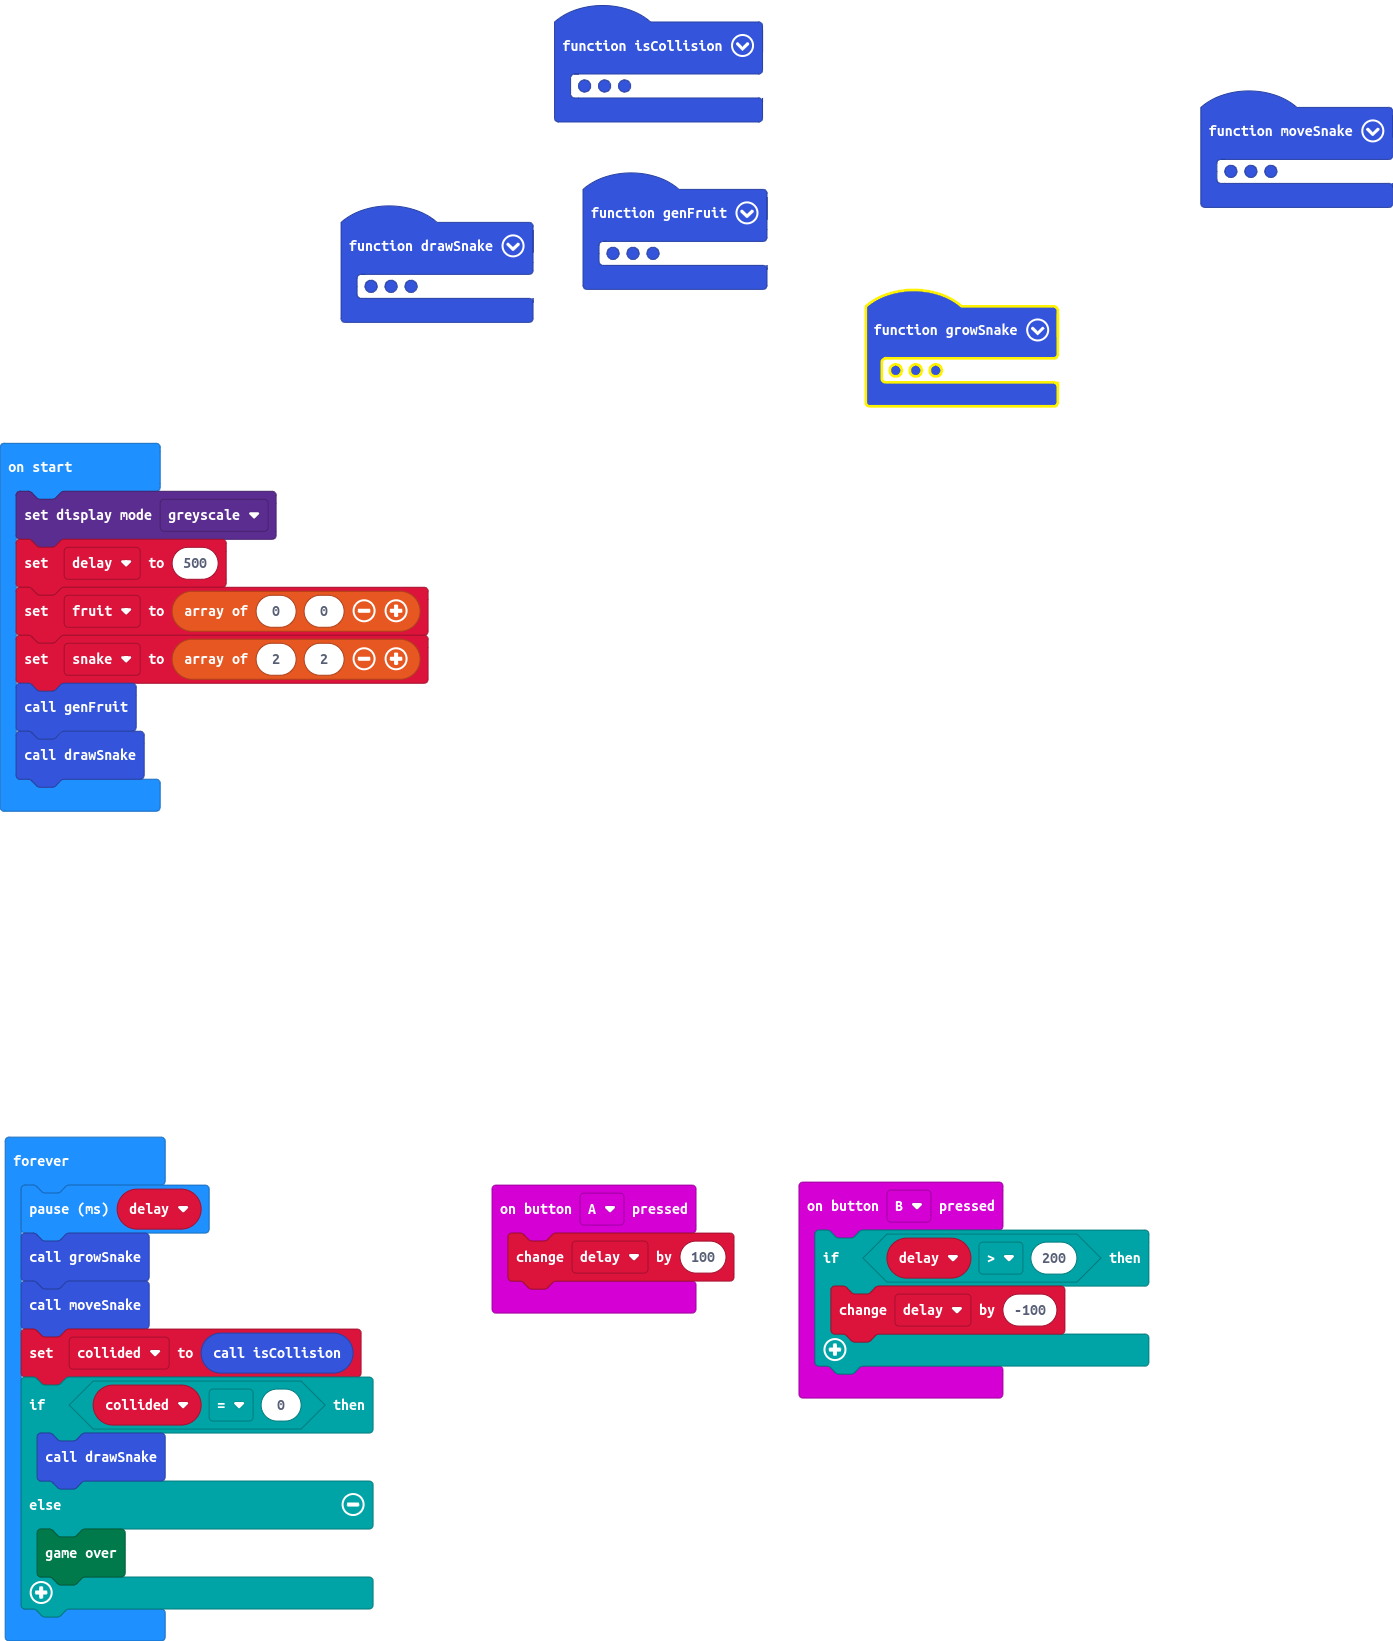 function isCollision
function moveSnake
function genFruit
function drawSnake
function growSnake
on start
set display mode greyscale
set delay to 500
set fruit to array of 0 0
set snake to array of 2 2
call genFruit
call drawSnake
forever
pause (ms) delay
call growSnake
call moveSnake
set collided to call isCollision
if collided = 0 then
call drawSnake
else
game over
on button A pressed
change delay by 100
on button B pressed
if delay > 200 then
change delay by -100